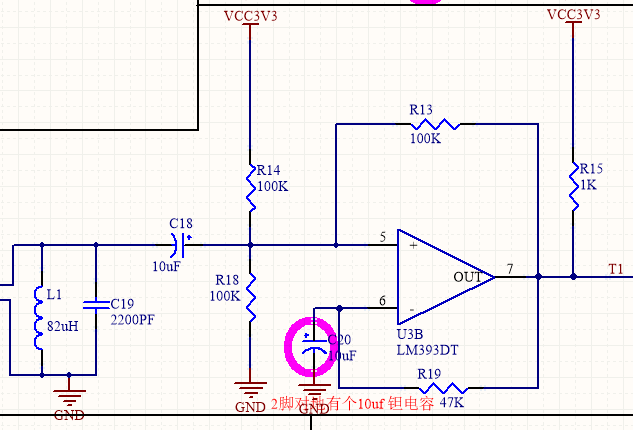 VCC3V3
VCC3V3
R13
100K
R14
100K
R15
1K
C18
10uF
5
+
R18
100K
OUT
7
T1
6
-
L1
82uH
C19
2200PF
C20
10uF
U3B
LM393DT
R19
47K
GND
GND
GND
2脚对地有个10uf 钽电容